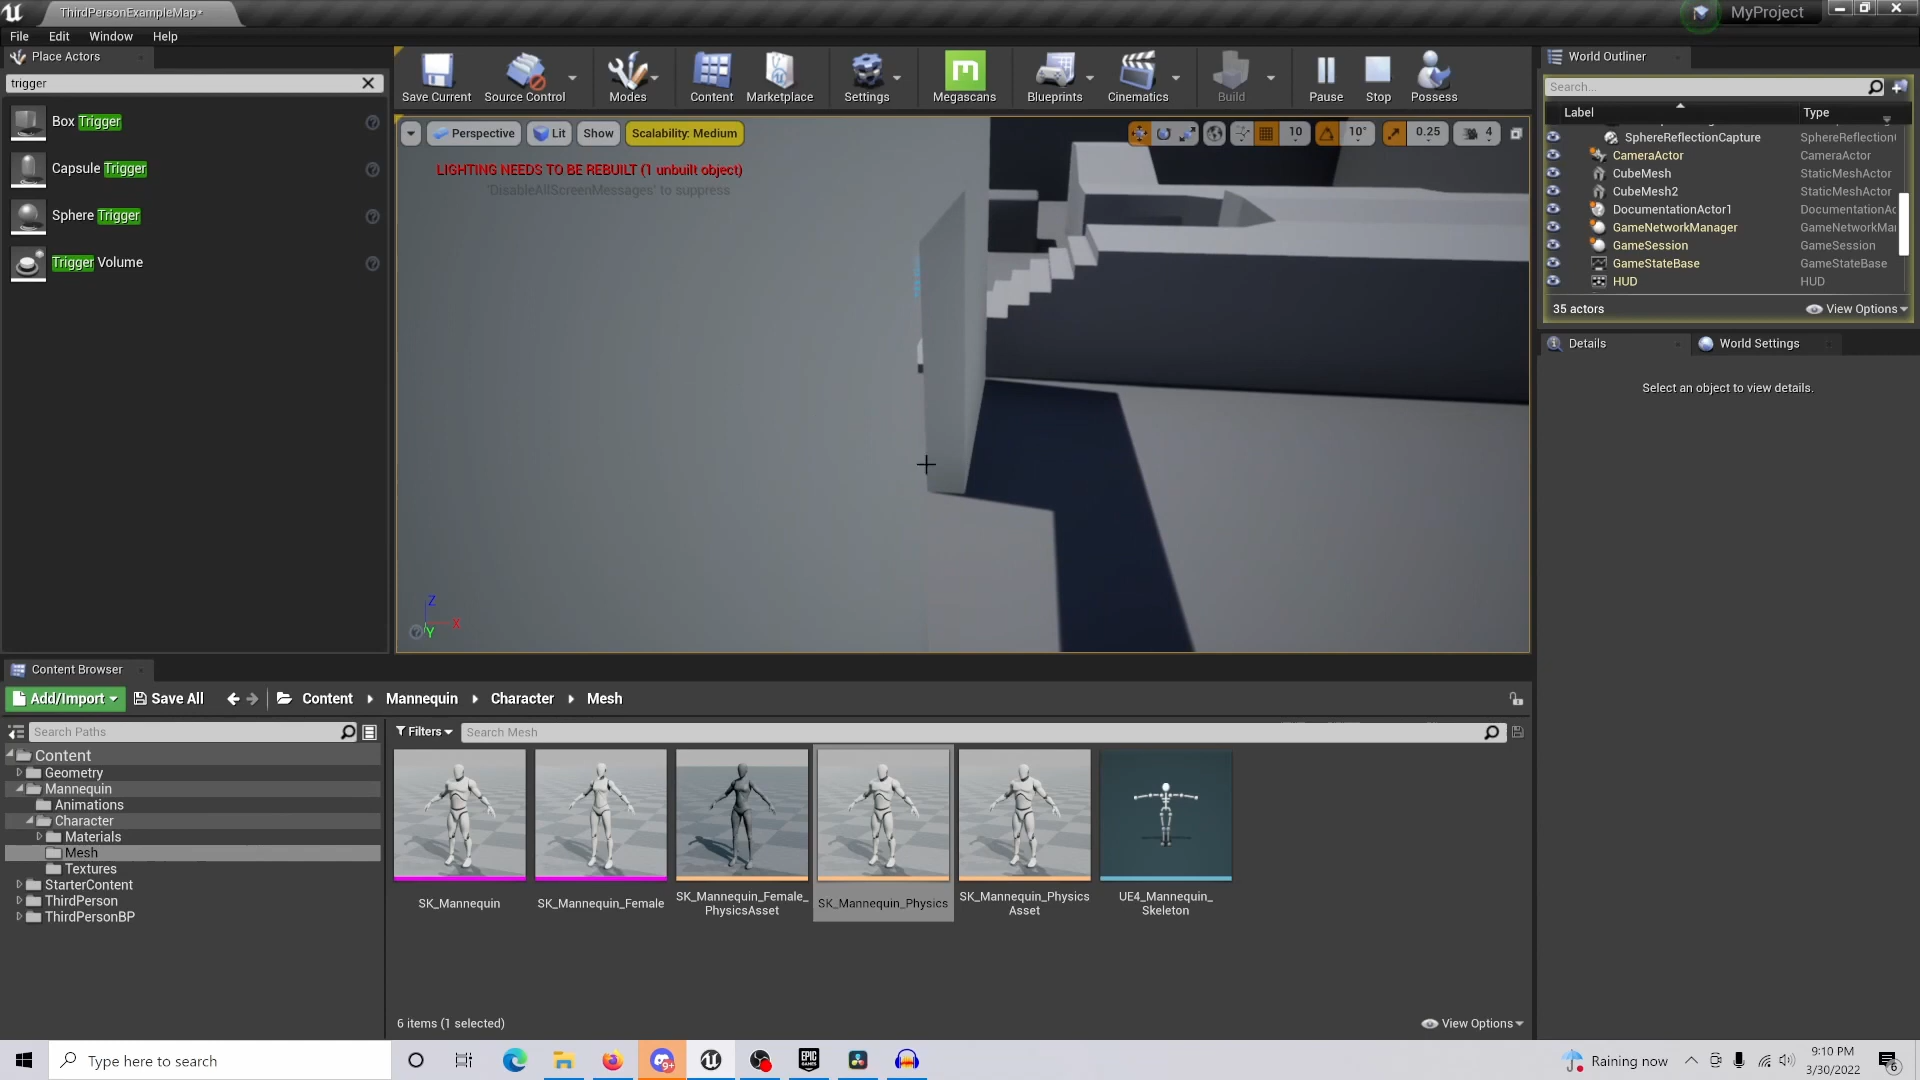 ThirdPersonExampleMap*
MyProject
File Edit Window Help
Place Actors
trigger
Box Trigger
Capsule Trigger
Sphere Trigger
Trigger Volume
Save Current Source Control Modes Content Marketplace Settings Megascans Blueprints Cinematics Build Pause Stop Possess
Perspective Lit Show Scalability: Medium 10 10° 0.25 4
LIGHTING NEEDS TO BE REBUILT (1 unbuilt object)
'DisableAllScreenMessages' to suppress
Z
X
Y
World Outliner
Search...
Label Type
SphereReflectionCapture SphereReflection
CameraActor CameraActor
CubeMesh StaticMeshActor
CubeMesh2 StaticMeshActor
DocumentationActor1 DocumentationAc
GameNetworkManager GameNetworkMa
GameSession GameSession
GameStateBase GameStateBase
HUD HUD
35 actors View Options
Details World Settings
Select an object to view details.
Content Browser
Add/Import Save All Content Mannequin Character Mesh
Search Paths
Filters Search Mesh
Content
Geometry
Mannequin
Animations
Character
Materials
Mesh
Textures
StarterContent
ThirdPerson
ThirdPersonBP
SK_Mannequin
SK_Mannequin_Female
SK_Mannequin_Female_
PhysicsAsset
SK_Mannequin_Physics
SK_Mannequin_Physics
Asset
UE4_Mannequin_
Skeleton
6 items (1 selected) View Options
Type here to search
9+
EPIC
GAMES
Raining now
9:10 PM
3/30/2022
6